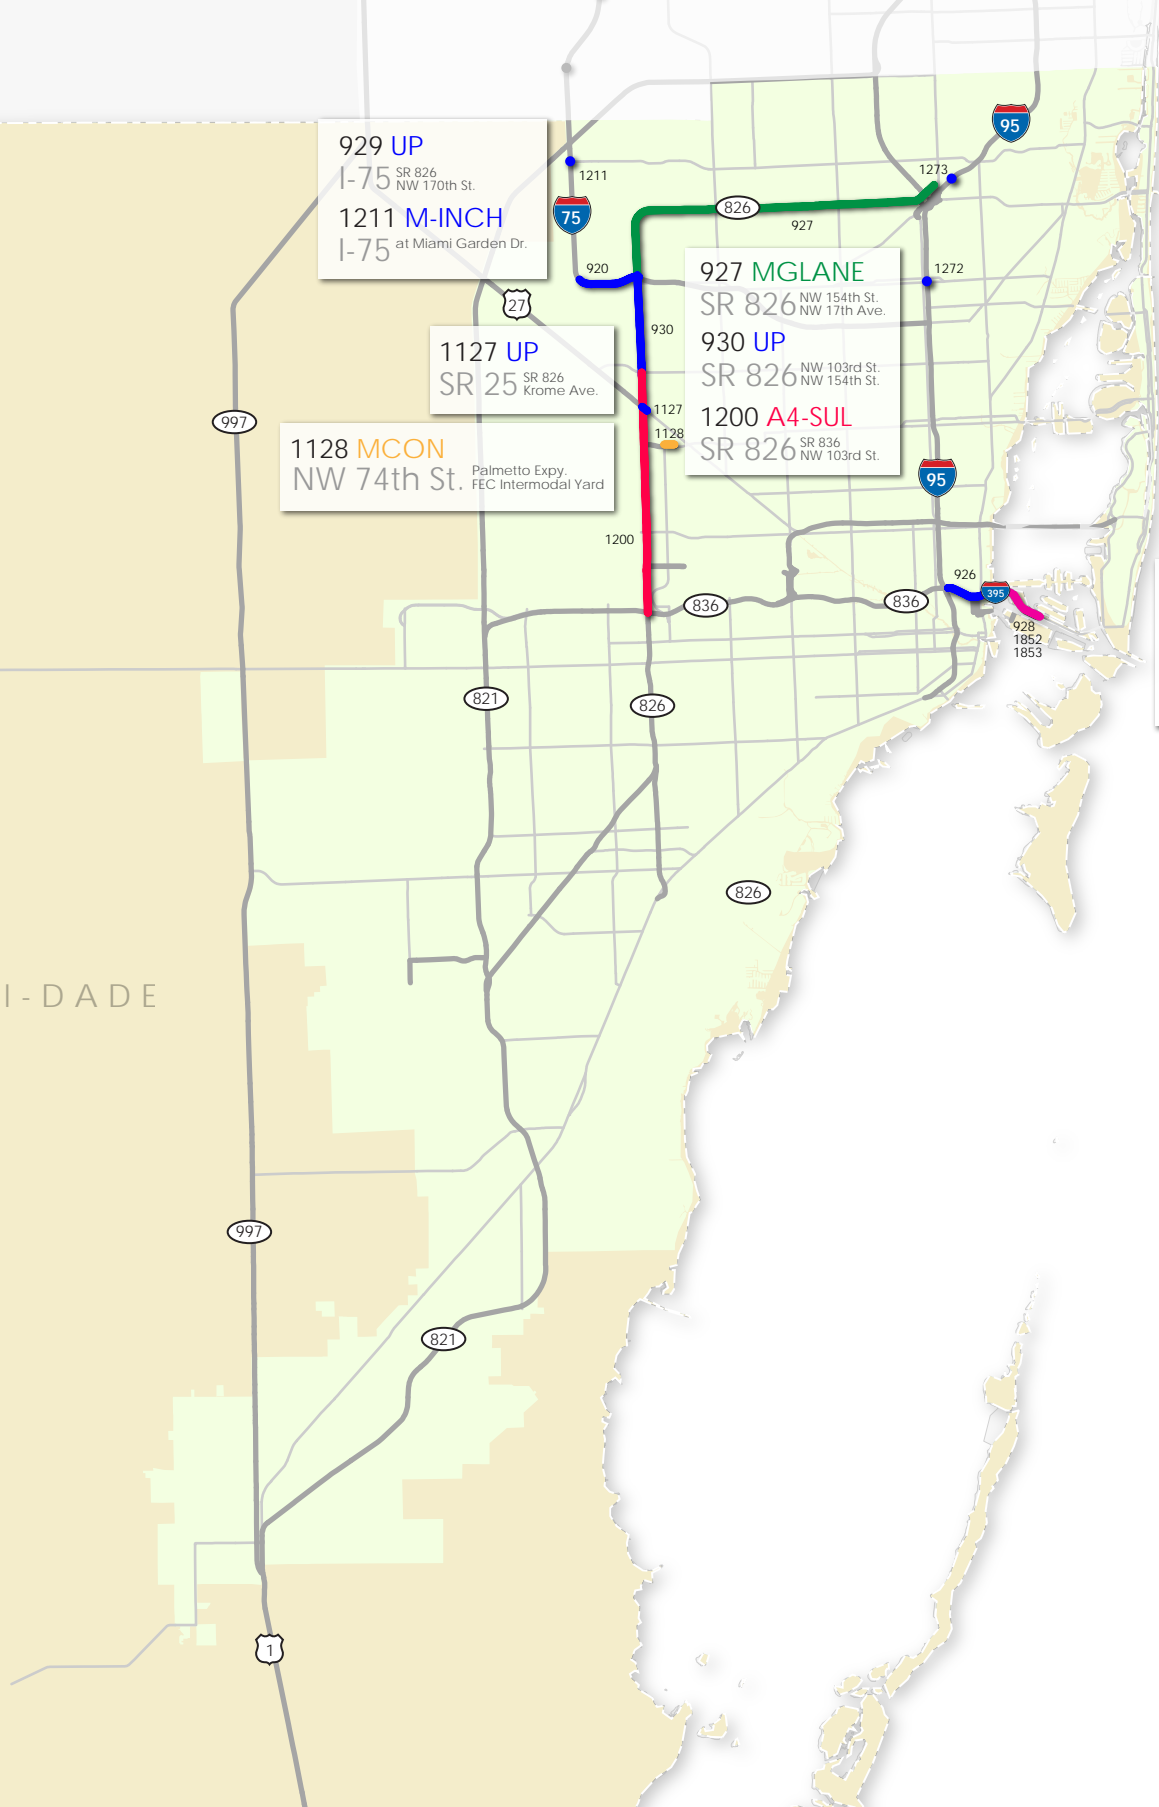 95
929 UP
I-75 SR 826
NW 170th St.
1211 M-INCH
I-75 at Miami Garden Dr.
1211
75
1273
826
927
920
27
1272
927 MGLANE
SR 826 NW 154th St.
NW 17th Ave.
930 UP
SR 826 NW 103rd St.
NW 154th St.
1200 A4-SUL
SR 826 SR 836
NW 103rd St.
930
1127 UP
SR 25 SR 826
Krome Ave.
1127
997
1128
1128 MCON
NW 74th St. Palmetto Expy.
FEC Intermodal Yard
95
1200
926
836
836
395
928
1852
1853
821
826
826
I-DADE
997
821
1